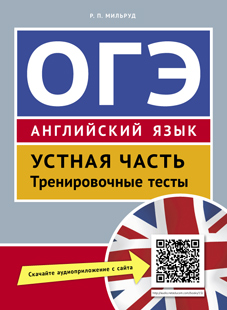 Р. П. МИЛЬРУД
ОГЭ
АНГЛИЙСКИЙ ЯЗЫК
УСТНАЯ ЧАСТЬ
Тренировочные тесты
Скачайте аудиоприложение с сайта